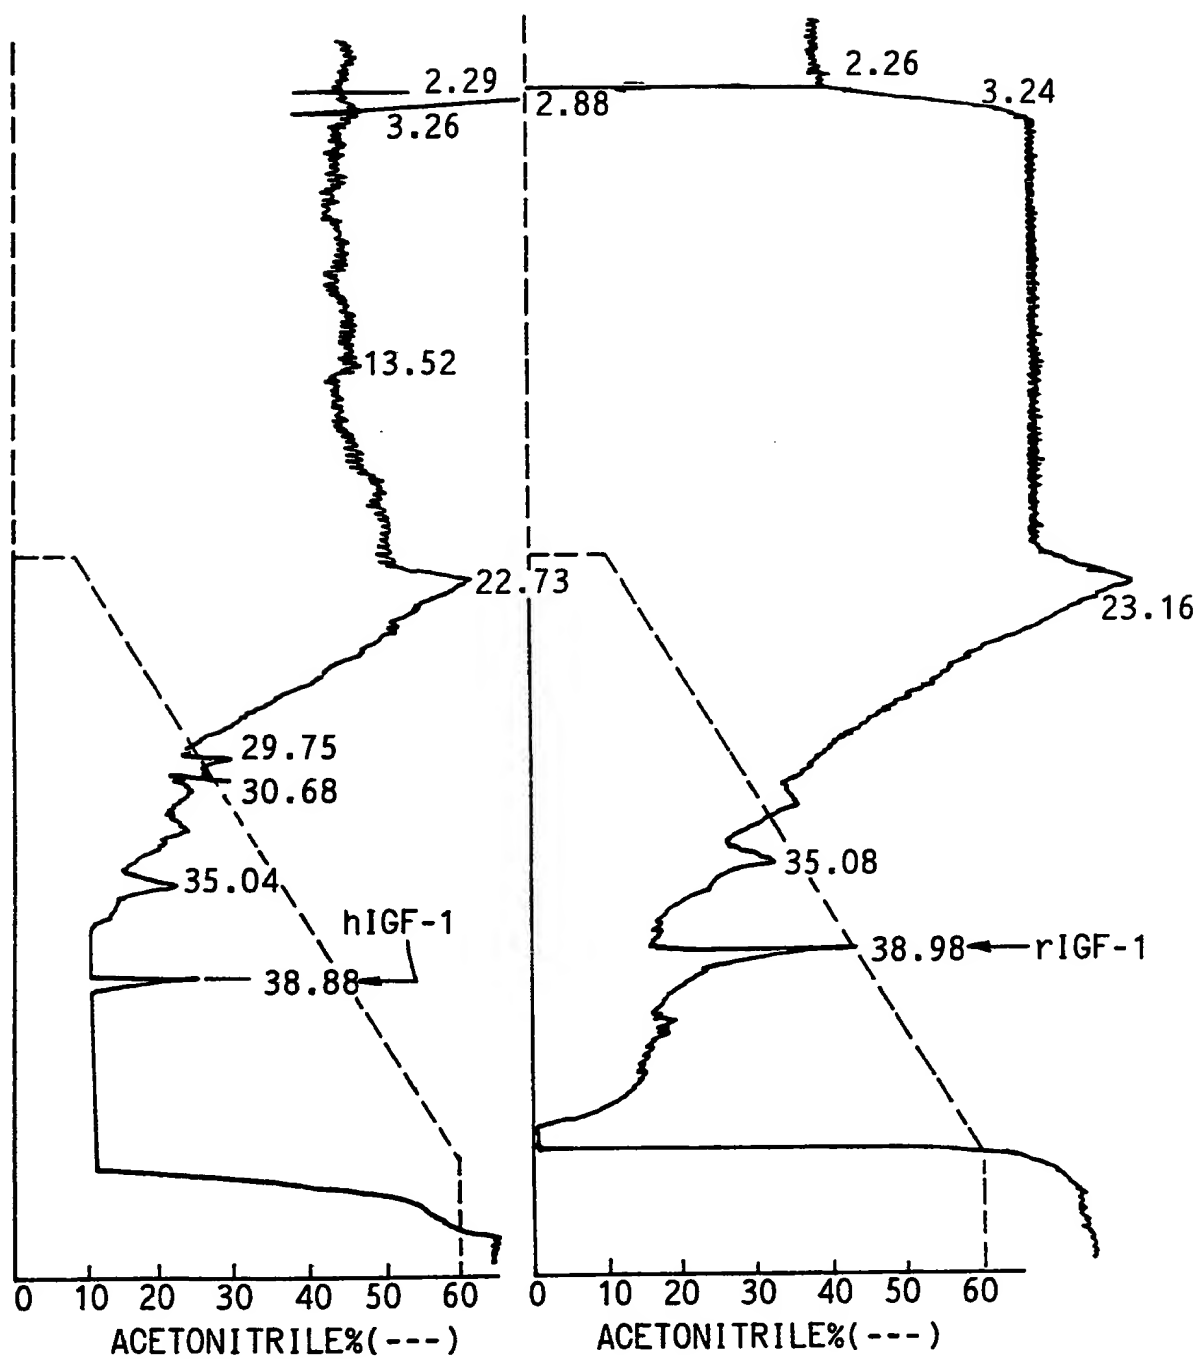 2.29
3.26
13.52
22.73
29.75
30.68
35.04
hIGF-1
38.88
0 10 20 30 40 50 60
ACETONITRILE%(---)
2.26
2.88
3.24
23.16
35.08
38.98
rIGF-1
0 10 20 30 40 50 60
ACETONITRILE%(---)